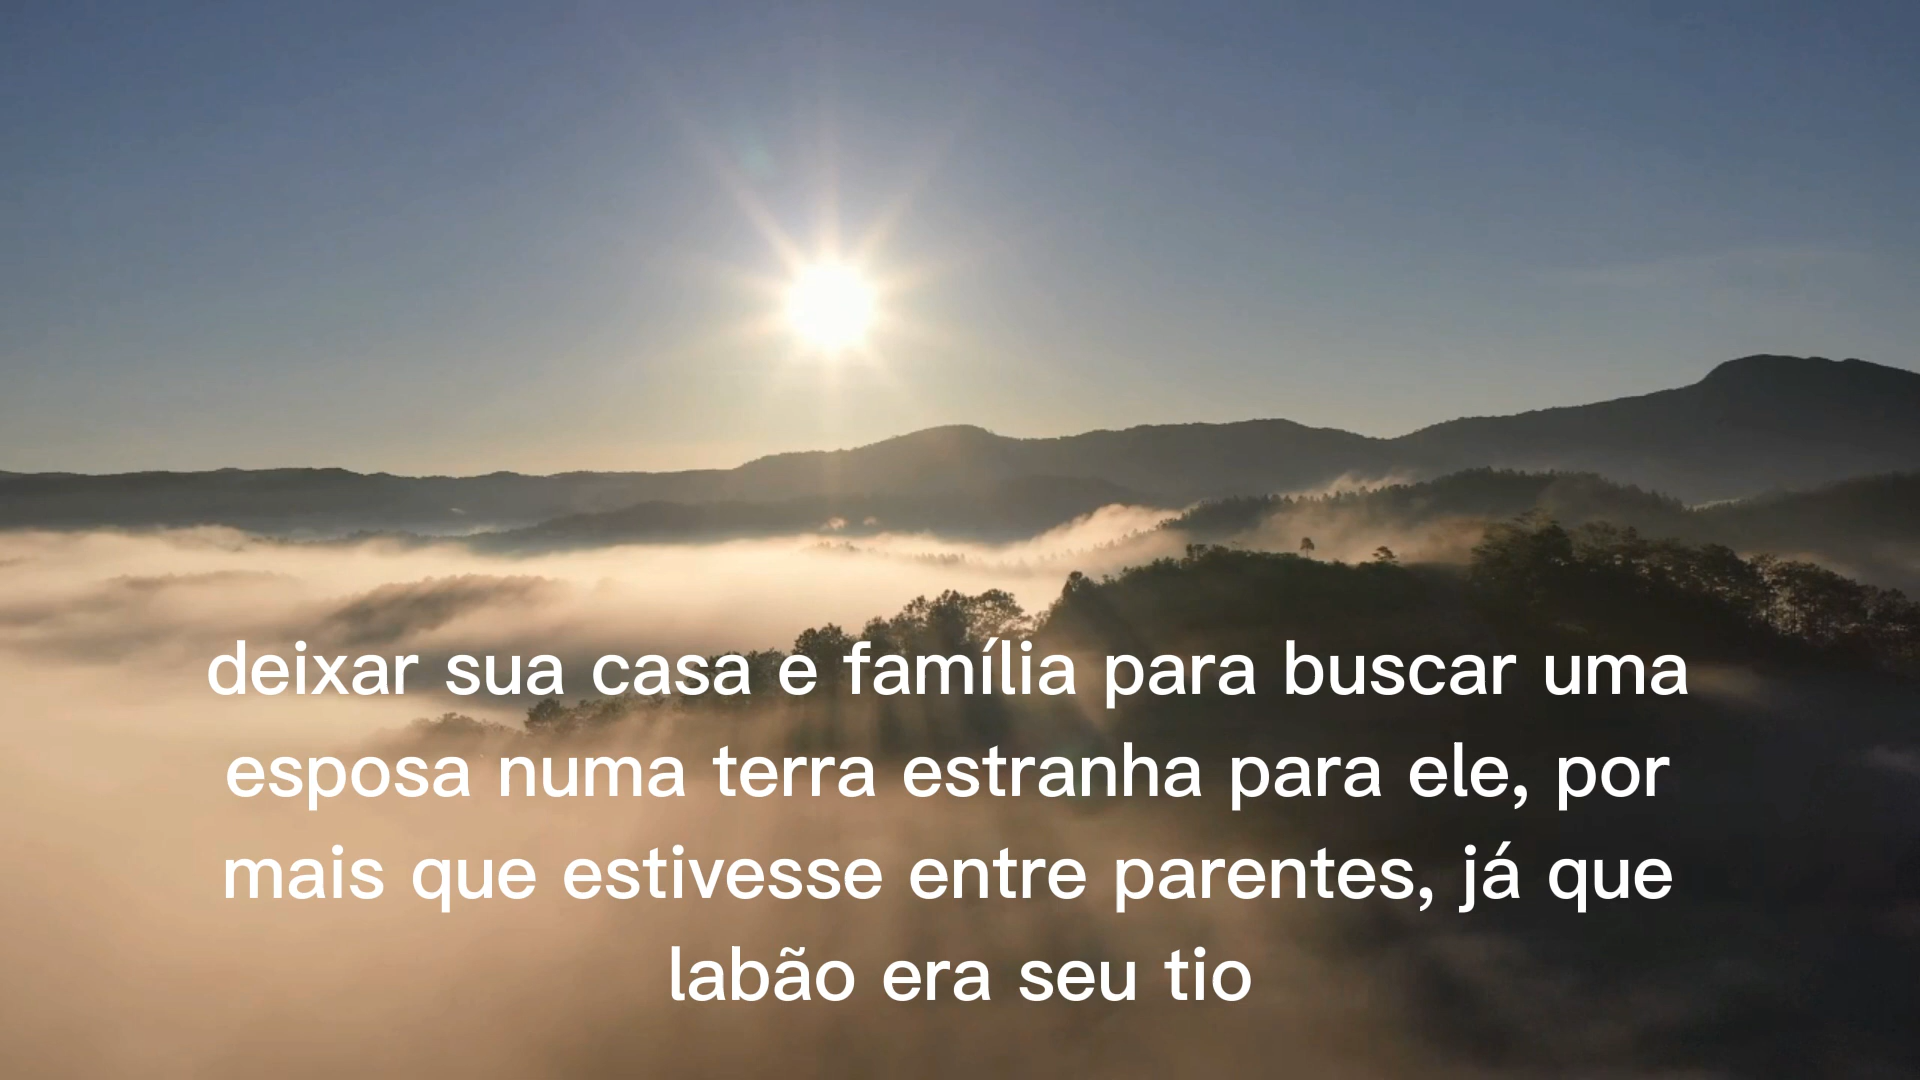 deixar sua casa e família para buscar uma
esposa numa terra estranha para ele, por
mais que estivesse entre parentes, já que
labão era seu tio